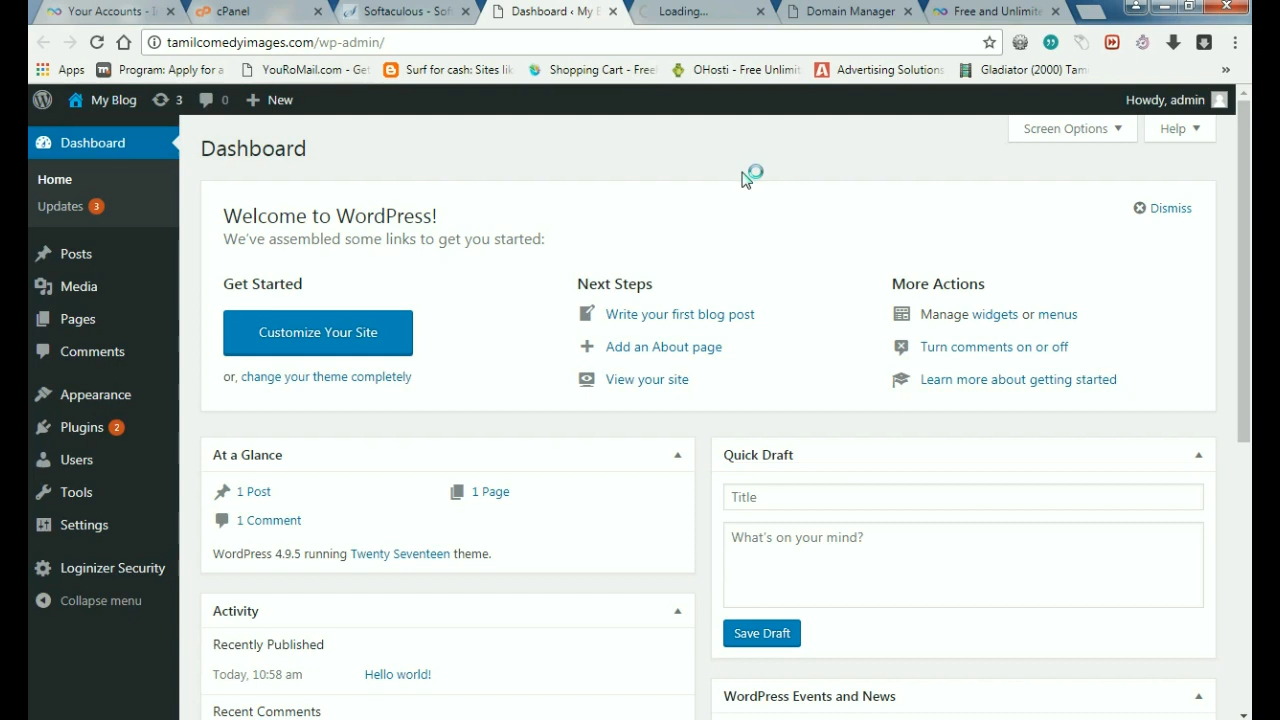 Your Accounts - I
cPanel
Softaculous - Sof
Dashboard ‹ My B
Loading...
Domain Manager
Free and Unlimite
tamilcomedyimages.com/wp-admin/
Apps
Program: Apply for a
YouRoMail.com - Get
Surf for cash: Sites lik
Shopping Cart - Free
OHosti - Free Unlimit
Advertising Solutions
Gladiator (2000) Tam
»
My Blog
3
0
New
Howdy, admin
Dashboard
Home
Updates 3
Posts
Media
Pages
Comments
Appearance
Plugins 2
Users
Tools
Settings
Loginizer Security
Collapse menu
Screen Options
Help
Dashboard
Welcome to WordPress!
We've assembled some links to get you started:
Dismiss
Get Started
Customize Your Site
or, change your theme completely
Next Steps
Write your first blog post
Add an About page
View your site
More Actions
Manage widgets or menus
Turn comments on or off
Learn more about getting started
At a Glance
1 Post
1 Page
1 Comment
WordPress 4.9.5 running Twenty Seventeen theme.
Activity
Recently Published
Today, 10:58 am
Hello world!
Recent Comments
Quick Draft
Title
What's on your mind?
Save Draft
WordPress Events and News